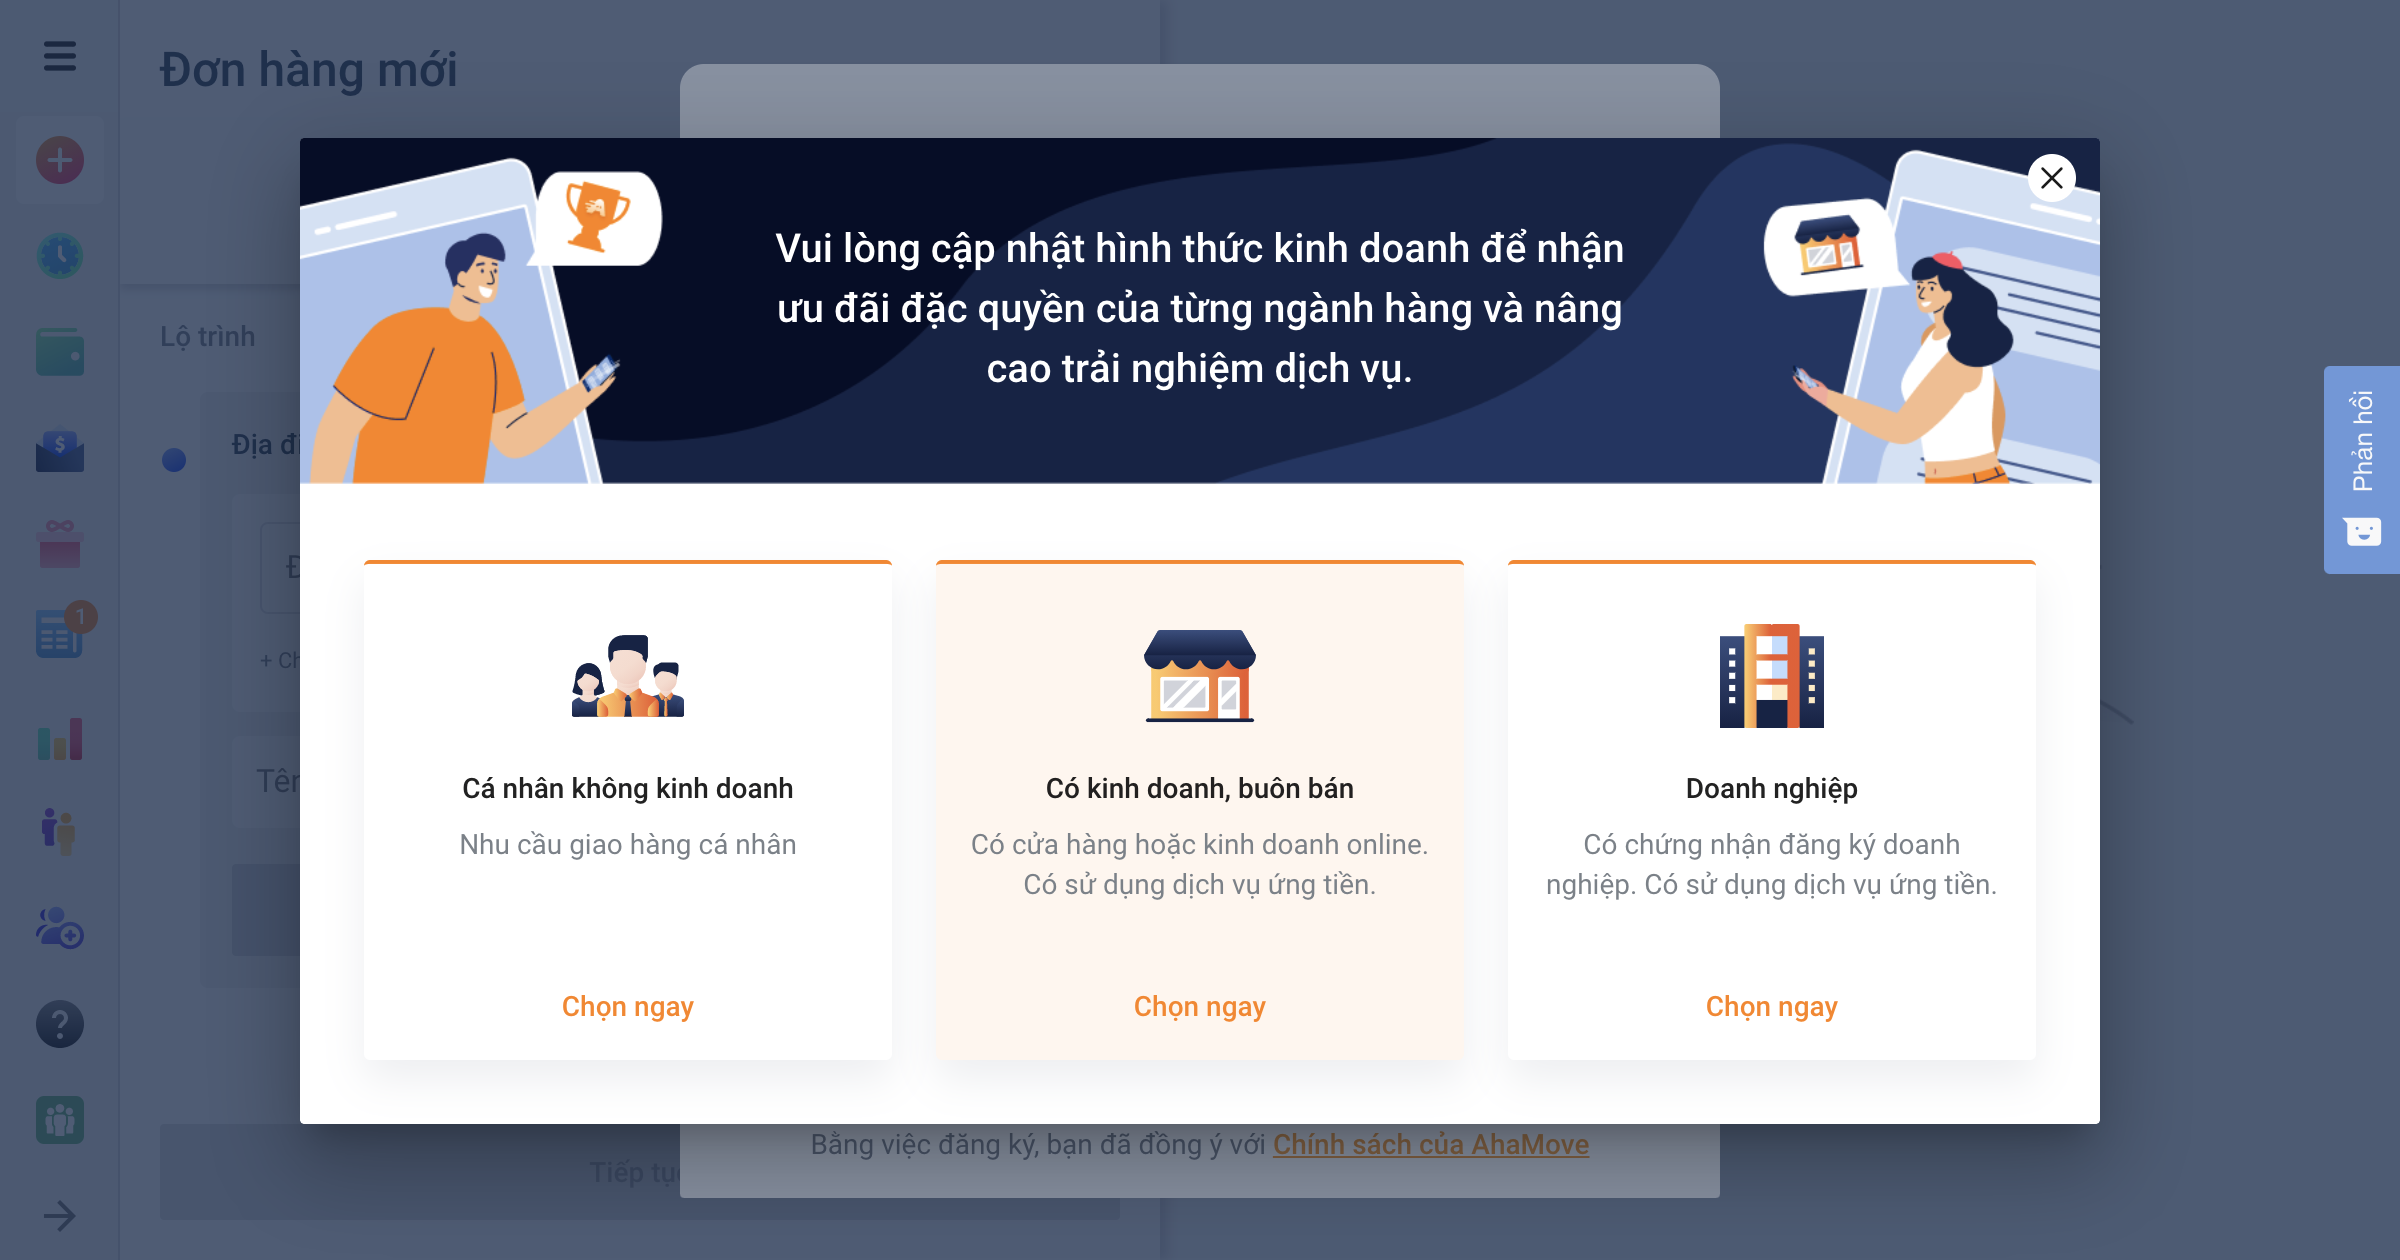 Đơn hàng mới
Vui lòng cập nhật hình thức kinh doanh để nhận
ưu đãi đặc quyền của từng ngành hàng và nâng
cao trải nghiệm dịch vụ.
Lộ trình
Địa đi
Đ
+ Ch
Tên
1
$
?
Cá nhân không kinh doanh
Nhu cầu giao hàng cá nhân
Chọn ngay
Có kinh doanh, buôn bán
Có cửa hàng hoặc kinh doanh online.
Có sử dụng dịch vụ ứng tiền.
Chọn ngay
Doanh nghiệp
Có chứng nhận đăng ký doanh
nghiệp. Có sử dụng dịch vụ ứng tiền.
Chọn ngay
Phản hồi
Bằng việc đăng ký, bạn đã đồng ý với Chính sách của AhaMove
Tiếp tục